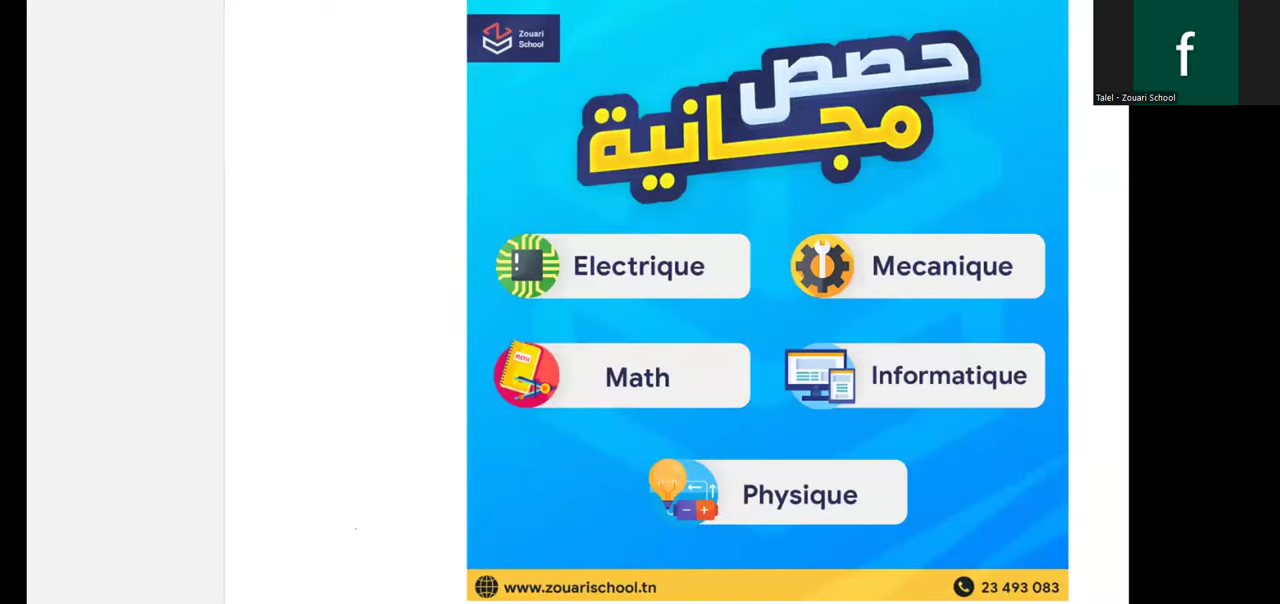 Zouari
School
حصص
مجانية
Electrique
Mecanique
MATH
Math
Informatique
Physique
www.zouarischool.tn
23 493 083
f
Talel - Zouari School